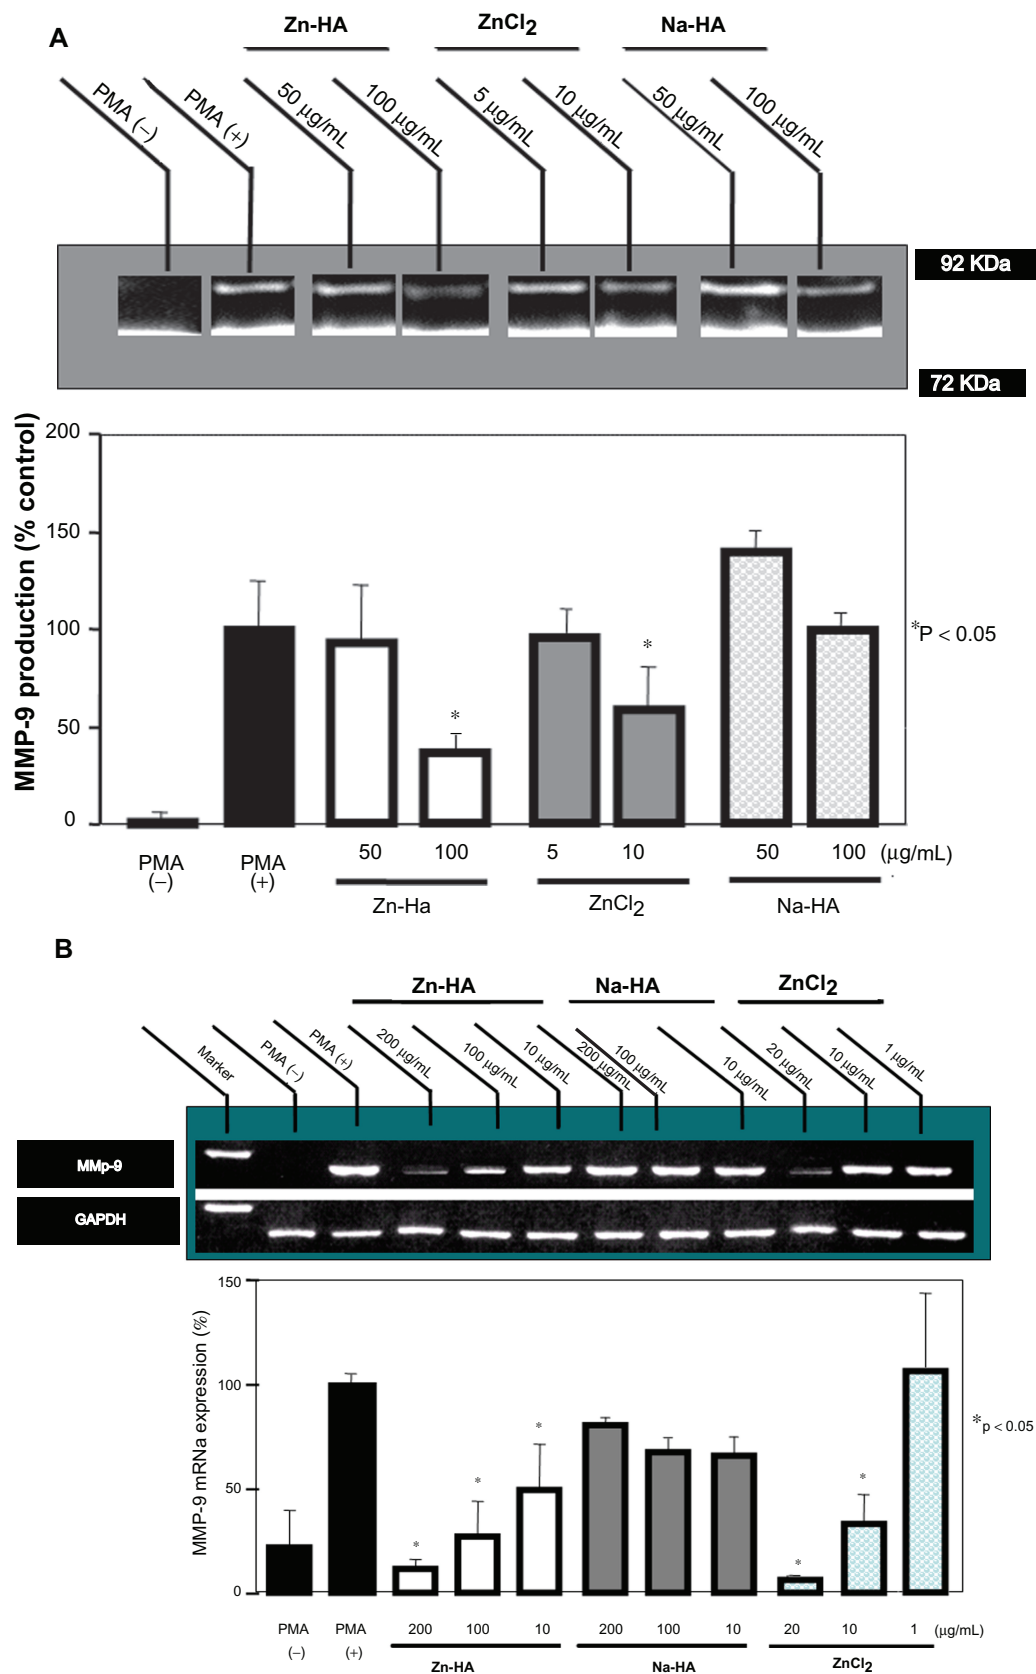 A
Zn-HA ZnCl2 Na-HA
PMA (–) PMA (+) 50 µg/mL 100 µg/mL 5 µg/mL 10 µg/mL 50 µg/mL 100 µg/mL
92 KDa
72 KDa
MMP-9 production (% control)
200
150
100
50
0
* * *P < 0.05
PMA (–) PMA (+) 50 100 5 10 50 100 (µg/mL)
Zn-Ha ZnCl2 Na-HA
B
Zn-HA Na-HA ZnCl2
Marker PMA (–) PMA (+) 200 µg/mL 100 µg/mL 10 µg/mL 200 µg/mL 100 µg/mL 10 µg/mL 20 µg/mL 10 µg/mL 1 µg/mL
MMp-9
GAPDH
MMP-9 mRNa expression (%)
150
100
50
0
* * * * * *p < 0.05
PMA (–) PMA (+) 200 100 10 200 100 10 20 10 1 (µg/mL)
Zn-HA Na-HA ZnCl2